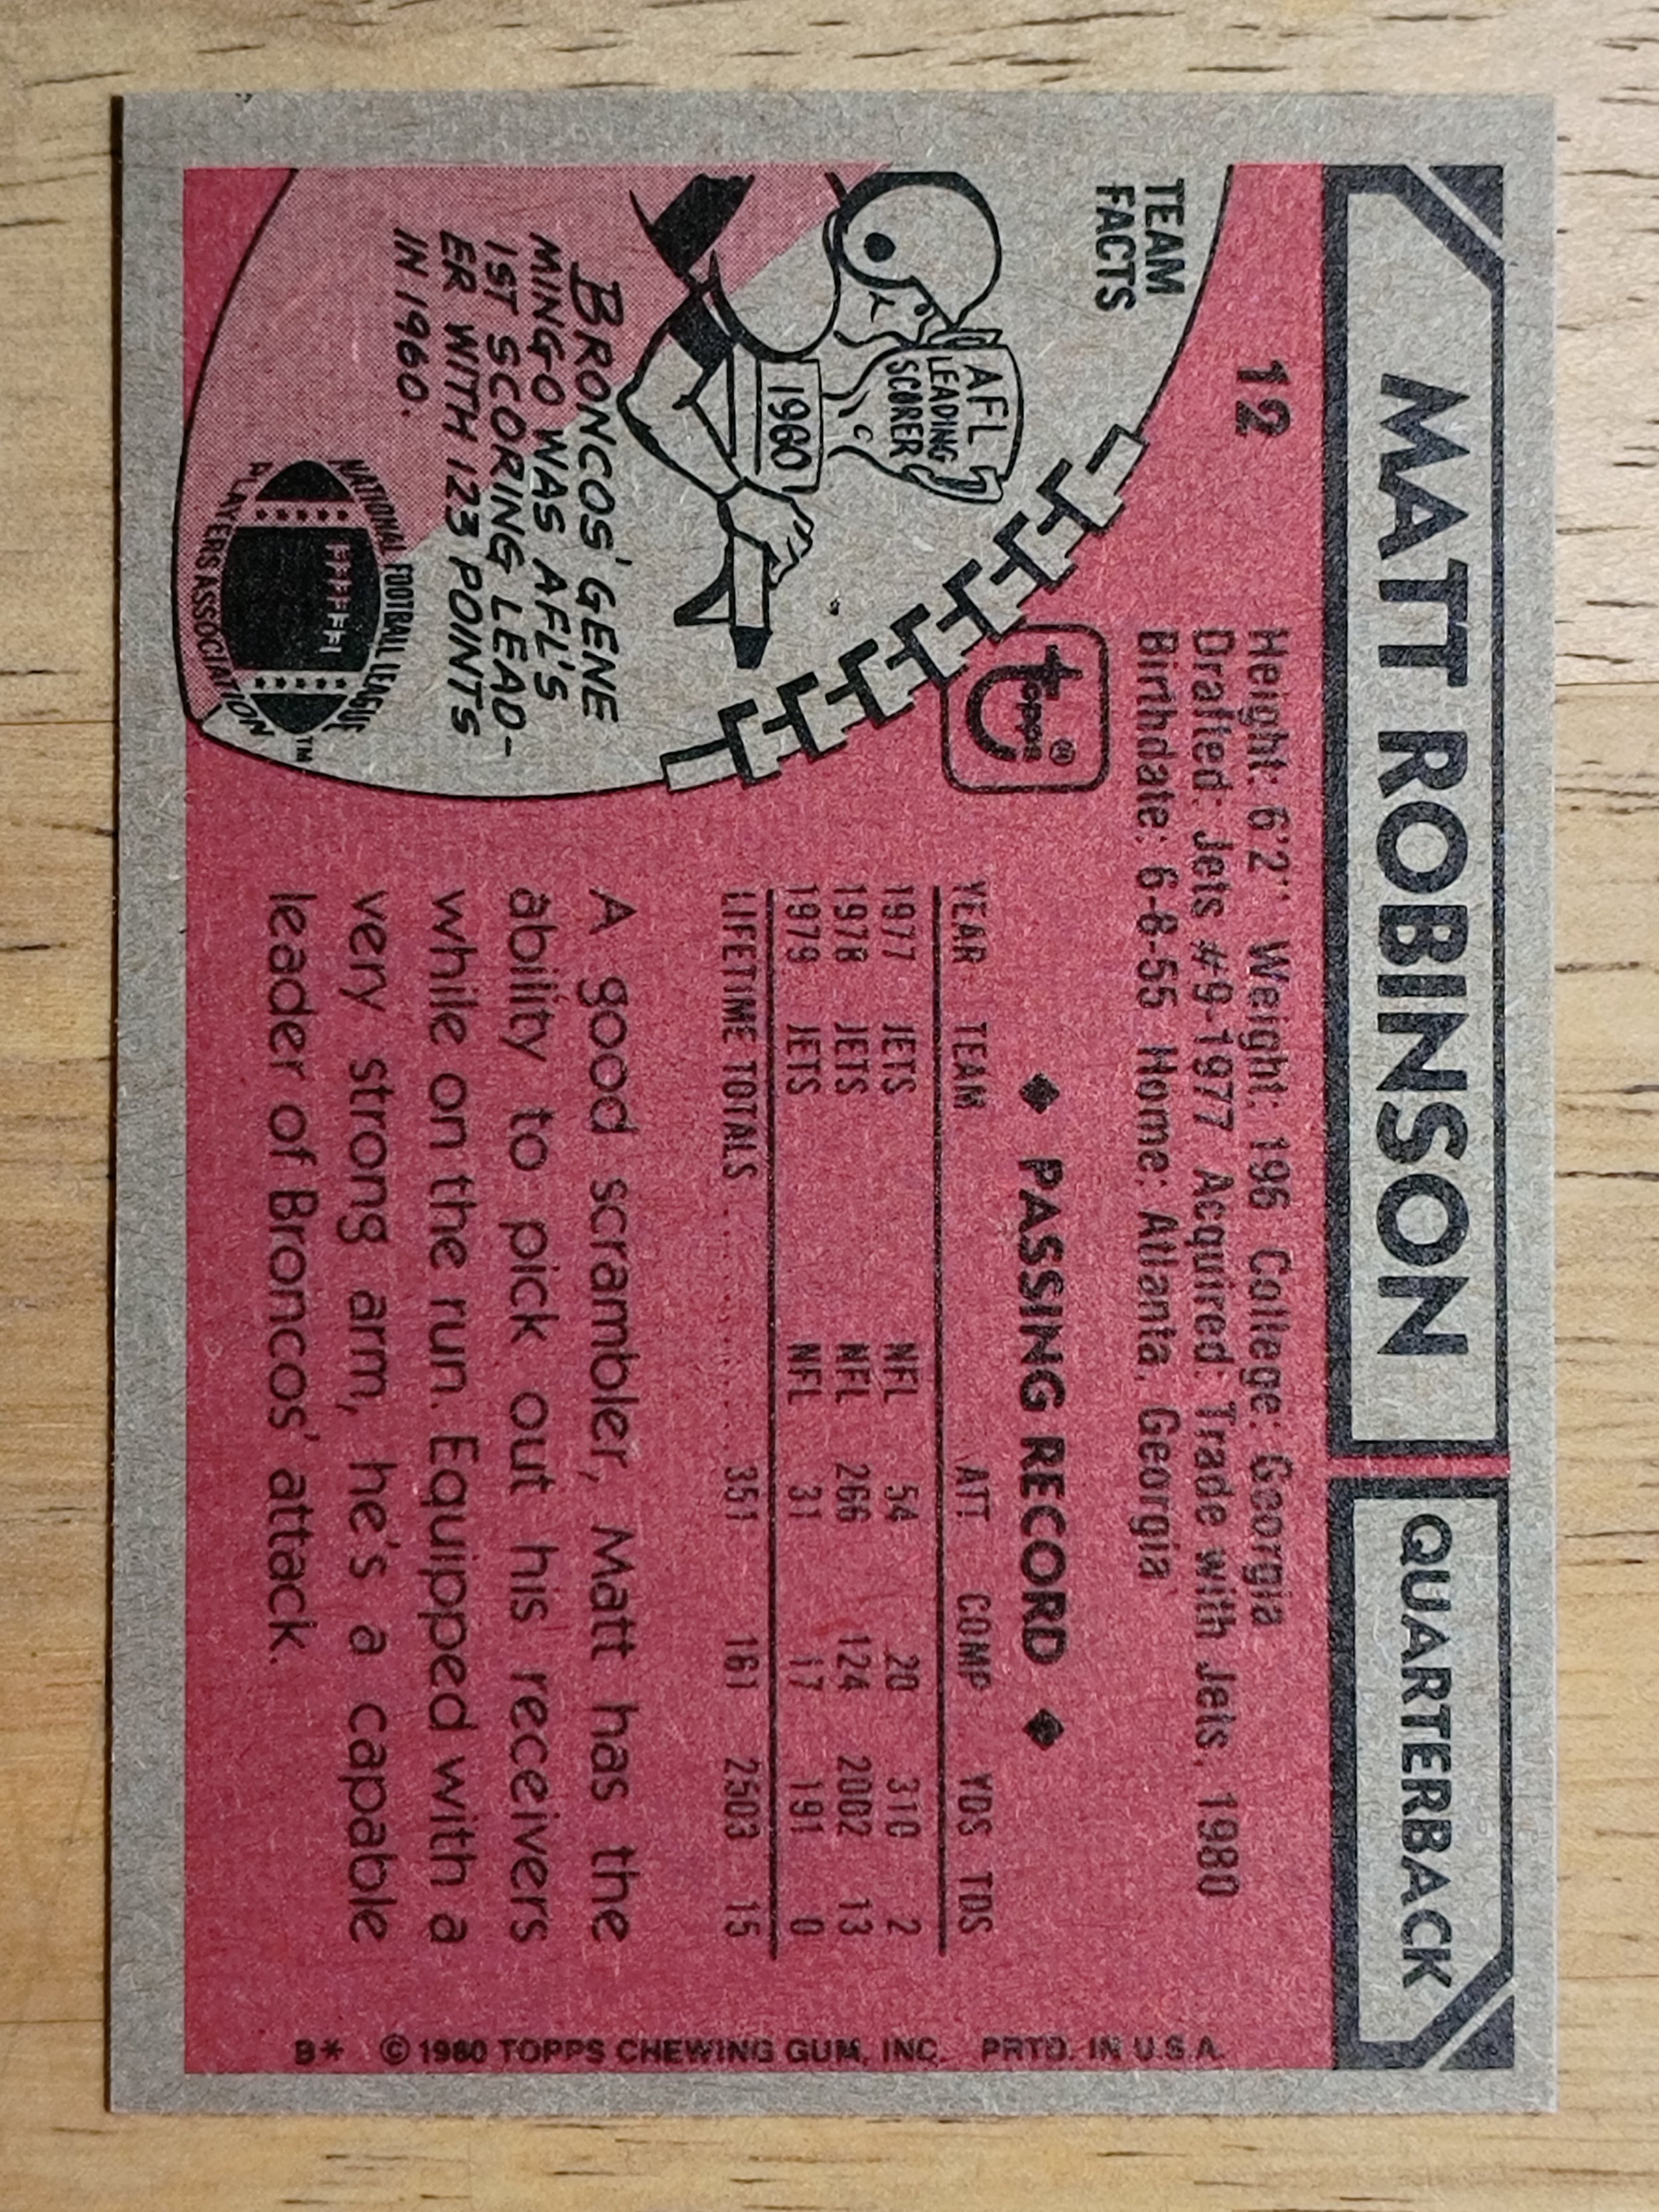 MATT ROBINSON
QUARTERBACK
12
Height: 6'2" Weight: 196 College: Georgia
Drafted: Jets #9-1977 Acquired: Trade with Jets, 1980
Birthdate: 6-8-55 Home: Atlanta, Georgia
TEAM
FACTS
topps®
AFL
LEADING
SCORER
1960
BRONCOS' GENE
MINGO WAS AFL'S
1ST SCORING LEAD-
ER WITH 123 POINTS
IN 1960.
NATIONAL FOOTBALL LEAGUE
PLAYERS ASSOCIATION
TM
◆ PASSING RECORD ◆
YEAR TEAM ATT COMP YDS TDS
1977 JETS NFL 54 20 310 2
1978 JETS NFL 266 124 2002 13
1979 JETS NFL 31 17 191 0
LIFETIME TOTALS .................. 351 161 2503 15
A good scrambler, Matt has the
ability to pick out his receivers
while on the run. Equipped with a
very strong arm, he's a capable
leader of Broncos' attack.
B* © 1980 TOPPS CHEWING GUM, INC. PRTD. IN U.S.A.